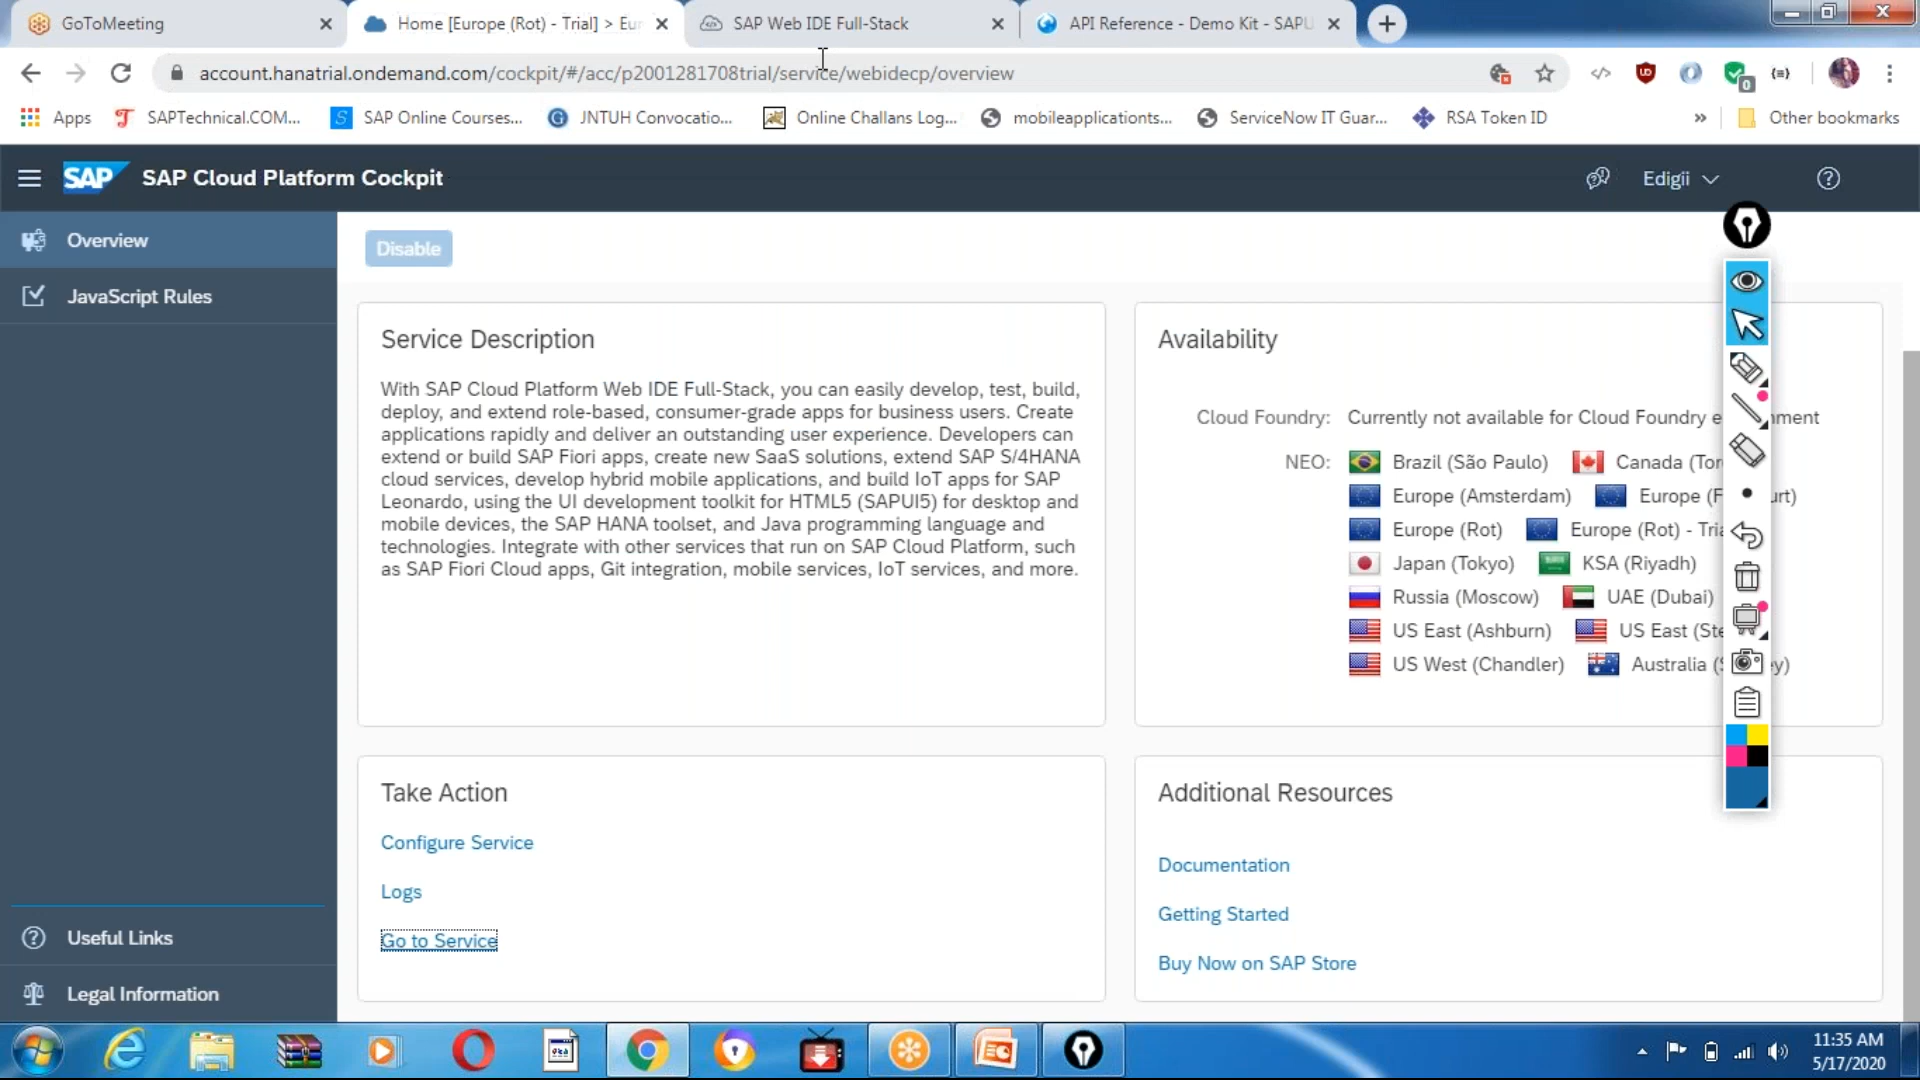 GoToMeeting
Home [Europe (Rot) - Trial] > Eur
SAP Web IDE Full-Stack
API Reference - Demo Kit - SAPU
account.hanatrial.ondemand.com/cockpit/#/acc/p2001281708trial/service/webidecp/overview
Apps
SAPTechnical.COM...
SAP Online Courses...
JNTUH Convocatio...
Online Challans Log...
mobileapplicationts...
ServiceNow IT Guar...
RSA Token ID
Other bookmarks
SAP
SAP Cloud Platform Cockpit
Edigii
Overview
JavaScript Rules
Disable
Service Description
With SAP Cloud Platform Web IDE Full-Stack, you can easily develop, test, build,
deploy, and extend role-based, consumer-grade apps for business users. Create
applications rapidly and deliver an outstanding user experience. Developers can
extend or build SAP Fiori apps, create new SaaS solutions, extend SAP S/4HANA
cloud services, develop hybrid mobile applications, and build IoT apps for SAP
Leonardo, using the UI development toolkit for HTML5 (SAPUI5) for desktop and
mobile devices, the SAP HANA toolset, and Java programming language and
technologies. Integrate with other services that run on SAP Cloud Platform, such
as SAP Fiori Cloud apps, Git integration, mobile services, IoT services, and more.
Availability
Cloud Foundry: Currently not available for Cloud Foundry
NEO: Brazil (São Paulo) Canada
Europe (Amsterdam) Europe
Europe (Rot) Europe (Rot) -
Japan (Tokyo) KSA (Riyadh)
Russia (Moscow) UAE (Dubai)
US East (Ashburn) US East
US West (Chandler) Australia
Take Action
Configure Service
Logs
Go to Service
Additional Resources
Documentation
Getting Started
Buy Now on SAP Store
Useful Links
Legal Information
11:35 AM
5/17/2020